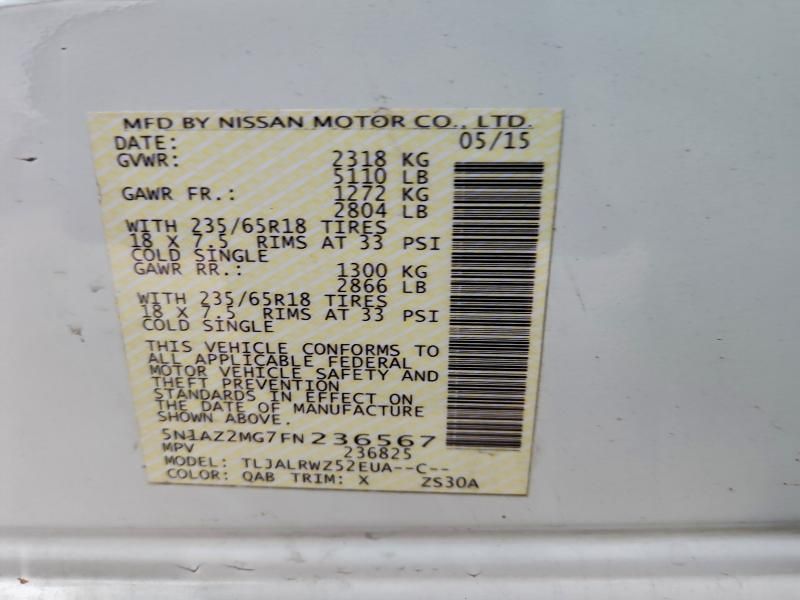 MFD BY NISSAN MOTOR CO., LTD.
DATE: 05/15
GVWR: 2318 KG
5110 LB
GAWR FR.: 1272 KG
2804 LB
WITH 235/65R18 TIRES
18 X 7.5 RIMS AT 33 PSI
COLD SINGLE
GAWR RR.: 1300 KG
2866 LB
WITH 235/65R18 TIRES
18 X 7.5 RIMS AT 33 PSI
COLD SINGLE
THIS VEHICLE CONFORMS TO
ALL APPLICABLE FEDERAL
MOTOR VEHICLE SAFETY AND
THEFT PREVENTION
STANDARDS IN EFFECT ON
THE DATE OF MANUFACTURE
SHOWN ABOVE.
5N1AZ2MG7FN236567
MPV 236825
MODEL: TLJALRWZ52EUA--C--
COLOR: QAB TRIM: X ZS30A